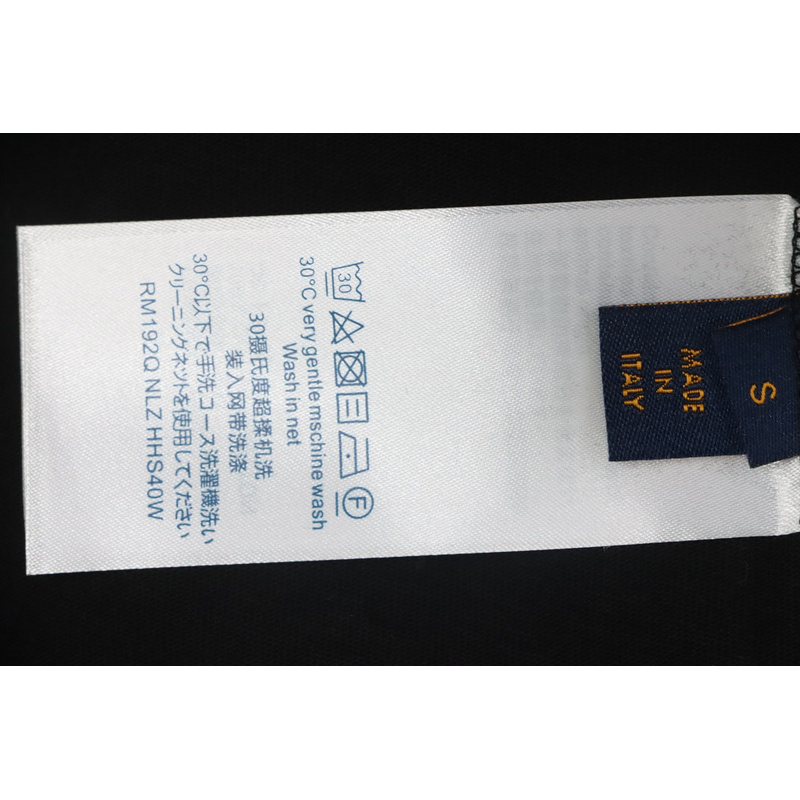 S
MADE
IN
ITALY
30
F
30°C very gentle mschine wash
Wash in net
30摄氏度超揉机洗
装入网带洗涤
30°C以下で手洗コース洗濯機洗い
クリーニングネットを使用してください
RM192Q NLZ HHS40W